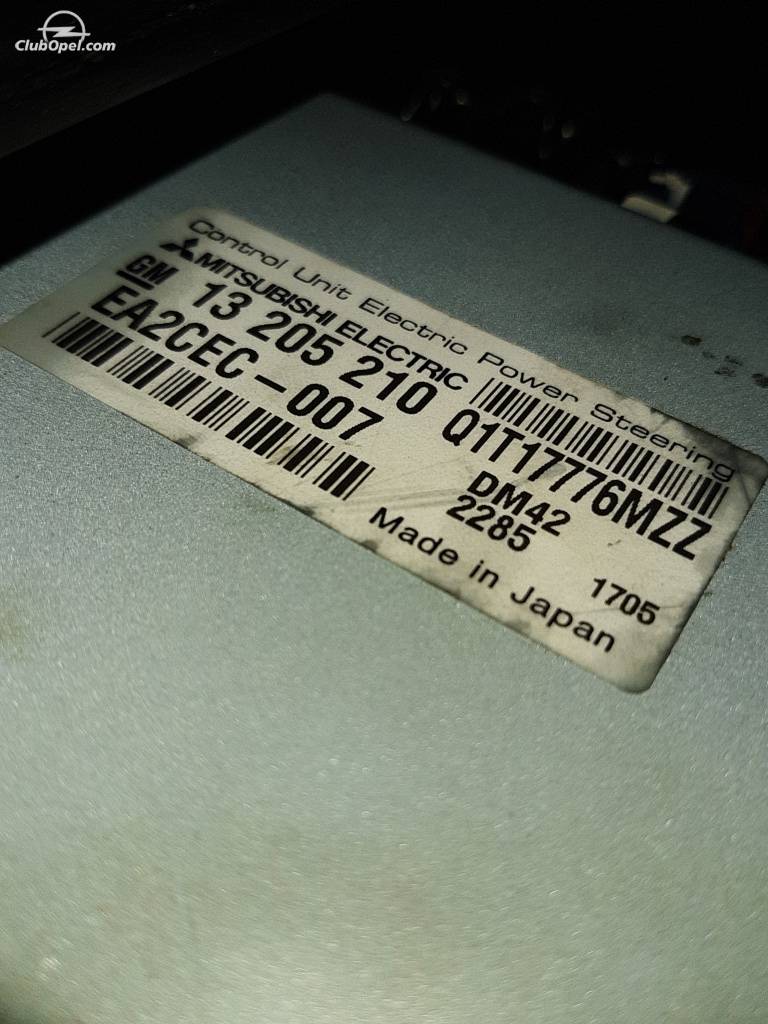 ClubOpel.com
Control Unit Electric Power Steering
MITSUBISHI ELECTRIC
GM 13 205 210 Q1T17776MZZ
EA2CEC-007 DM42
2285 1705
Made in Japan